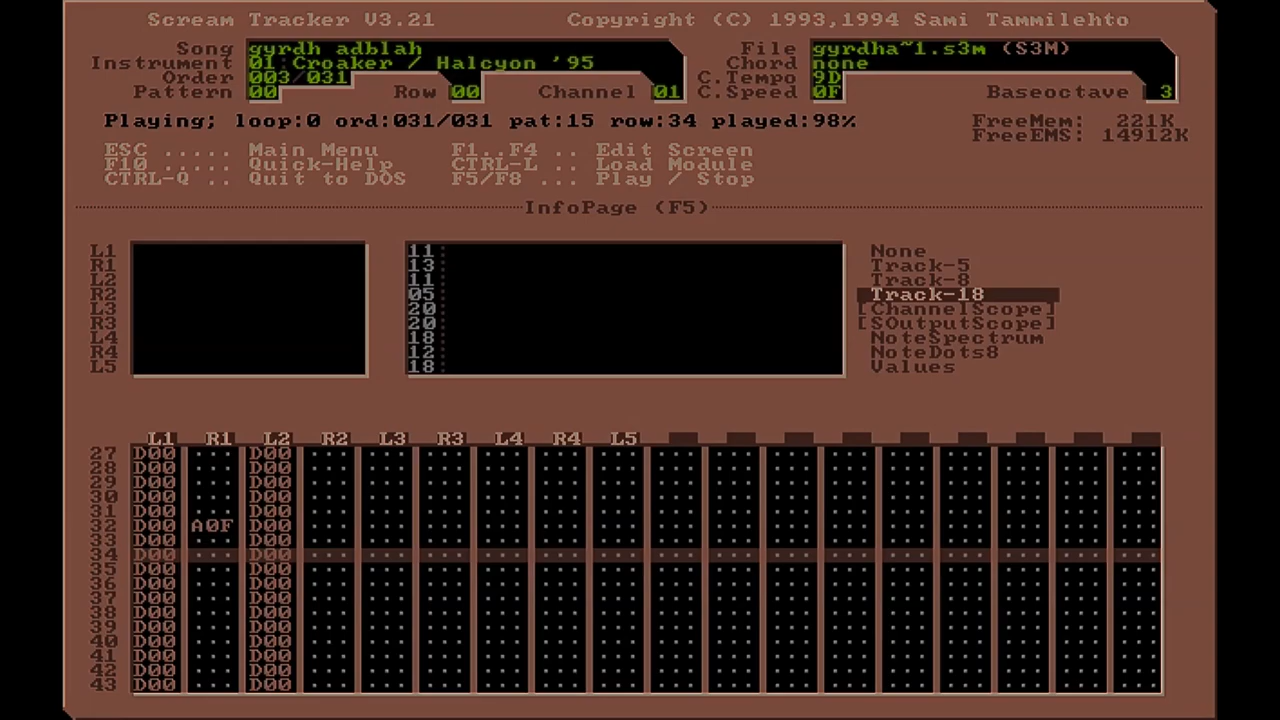 Scream Tracker V3.21 Copyright (C) 1993,1994 Sami Tammilehto
Song gyrdh adblah File gyrdha~1.s3m (S3M)
Instrument 01:Croaker / Halcyon '95 Chord none
Order 003/031 C.Tempo 9D
Pattern 00 Row 00 Channel 01 C.Speed 0F Baseoctave 3
Playing; loop:0 ord:031/031 pat:15 row:34 played:98% FreeMem: 221K
FreeEMS: 14912K
ESC ..... Main Menu F1..F4 .. Edit Screen
F10 ..... Quick-Help CTRL-L .. Load Module
CTRL-Q .. Quit to DOS F5/F8 ... Play / Stop
InfoPage (F5)
L1 11: None
R1 13: Track-5
L2 11: Track-8
R2 05: Track-18
L3 20: [ChannelScope]
R3 20: [SOutputScope]
L4 18: NoteSpectrum
R4 12: NoteDots8
L5 18: Values
L1 R1 L2 R2 L3 R3 L4 R4 L5
27 D00 ... D00 ... ... ... ... ... ... ... ... ... ... ... ... ... ... ...
28 D00 ... D00 ... ... ... ... ... ... ... ... ... ... ... ... ... ... ...
29 D00 ... D00 ... ... ... ... ... ... ... ... ... ... ... ... ... ... ...
30 D00 ... D00 ... ... ... ... ... ... ... ... ... ... ... ... ... ... ...
31 D00 ... D00 ... ... ... ... ... ... ... ... ... ... ... ... ... ... ...
32 D00 A0F D00 ... ... ... ... ... ... ... ... ... ... ... ... ... ... ...
33 D00 ... D00 ... ... ... ... ... ... ... ... ... ... ... ... ... ... ...
34 D00 ... D00 ... ... ... ... ... ... ... ... ... ... ... ... ... ... ...
35 D00 ... D00 ... ... ... ... ... ... ... ... ... ... ... ... ... ... ...
36 D00 ... D00 ... ... ... ... ... ... ... ... ... ... ... ... ... ... ...
37 D00 ... D00 ... ... ... ... ... ... ... ... ... ... ... ... ... ... ...
38 D00 ... D00 ... ... ... ... ... ... ... ... ... ... ... ... ... ... ...
39 D00 ... D00 ... ... ... ... ... ... ... ... ... ... ... ... ... ... ...
40 D00 ... D00 ... ... ... ... ... ... ... ... ... ... ... ... ... ... ...
41 D00 ... D00 ... ... ... ... ... ... ... ... ... ... ... ... ... ... ...
42 D00 ... D00 ... ... ... ... ... ... ... ... ... ... ... ... ... ... ...
43 D00 ... D00 ... ... ... ... ... ... ... ... ... ... ... ... ... ... ...